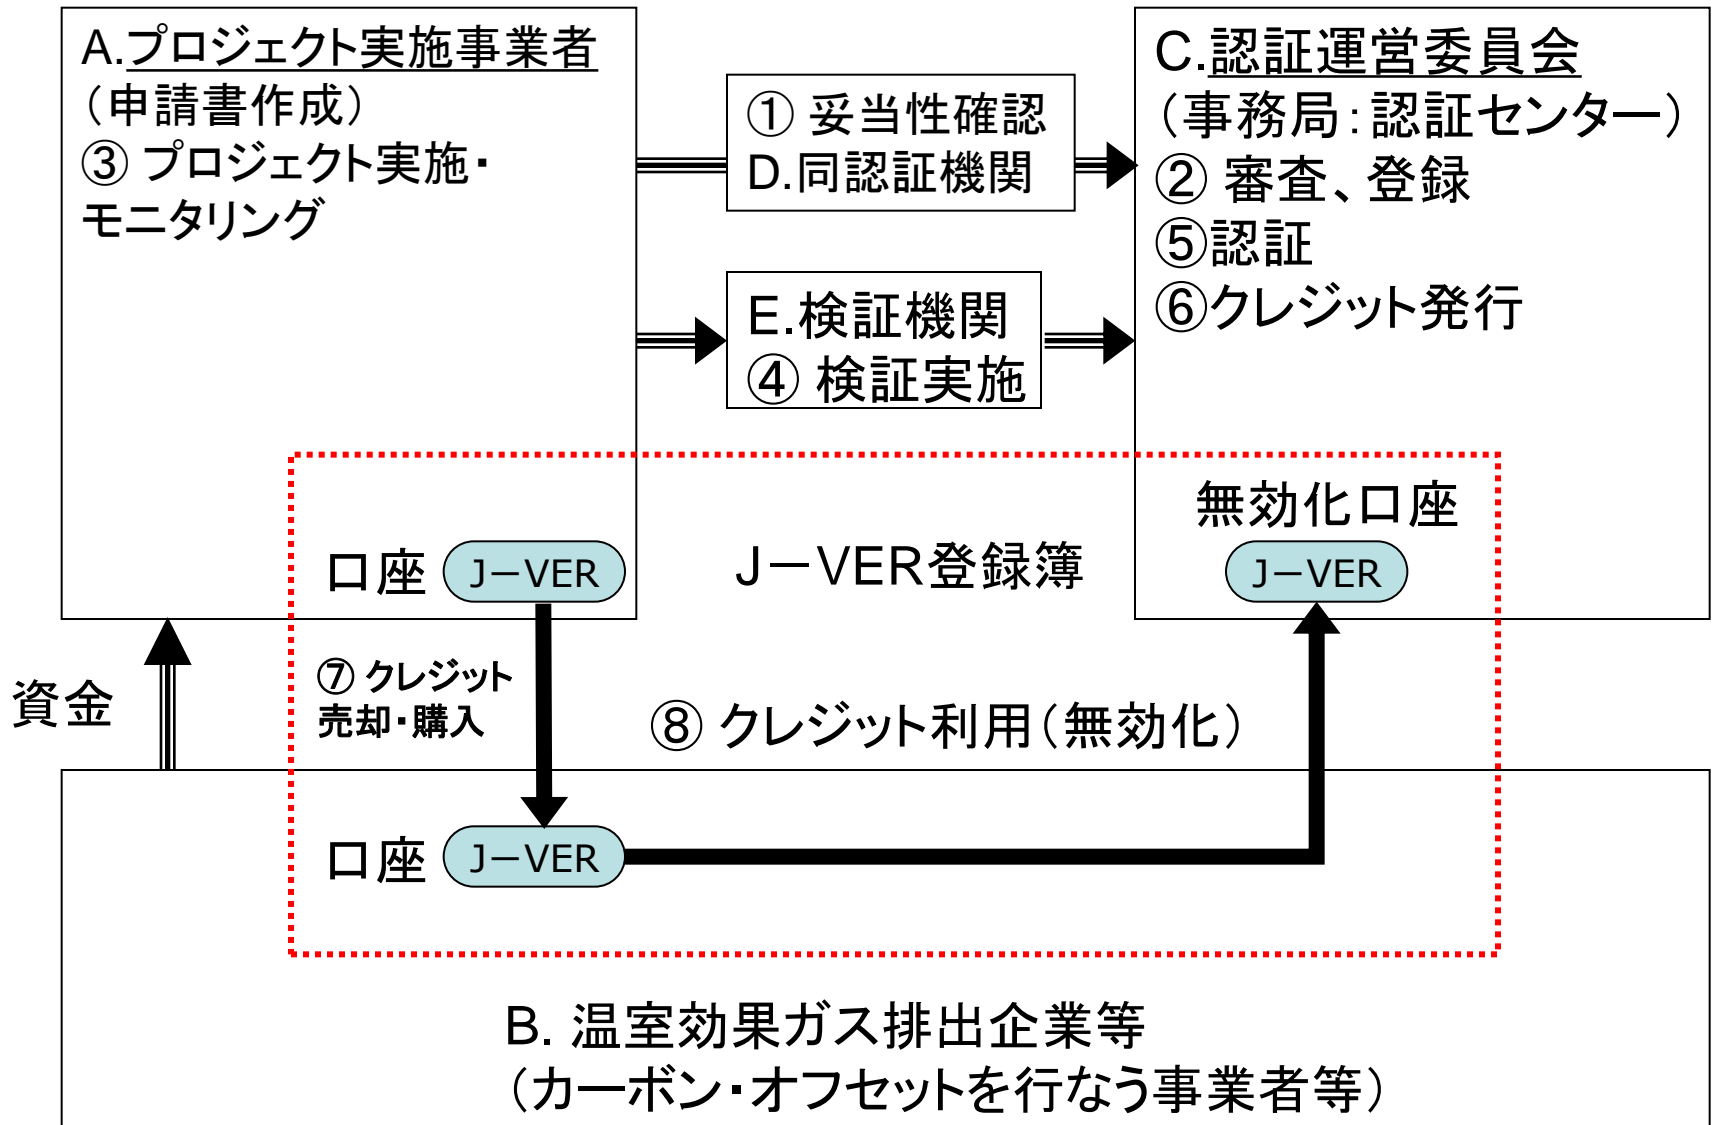 A.プロジェクト実施事業者
（申請書作成）
③ プロジェクト実施・
モニタリング
① 妥当性確認
D.同認証機関
E.検証機関
④ 検証実施
C.認証運営委員会
（事務局：認証センター）
② 審査、登録
⑤認証
⑥クレジット発行
無効化口座
口座 J－VER
J－VER登録簿
J－VER
資金
⑦ クレジット
売却・購入
⑧ クレジット利用（無効化）
口座 J－VER
B. 温室効果ガス排出企業等
（カーボン・オフセットを行なう事業者等）